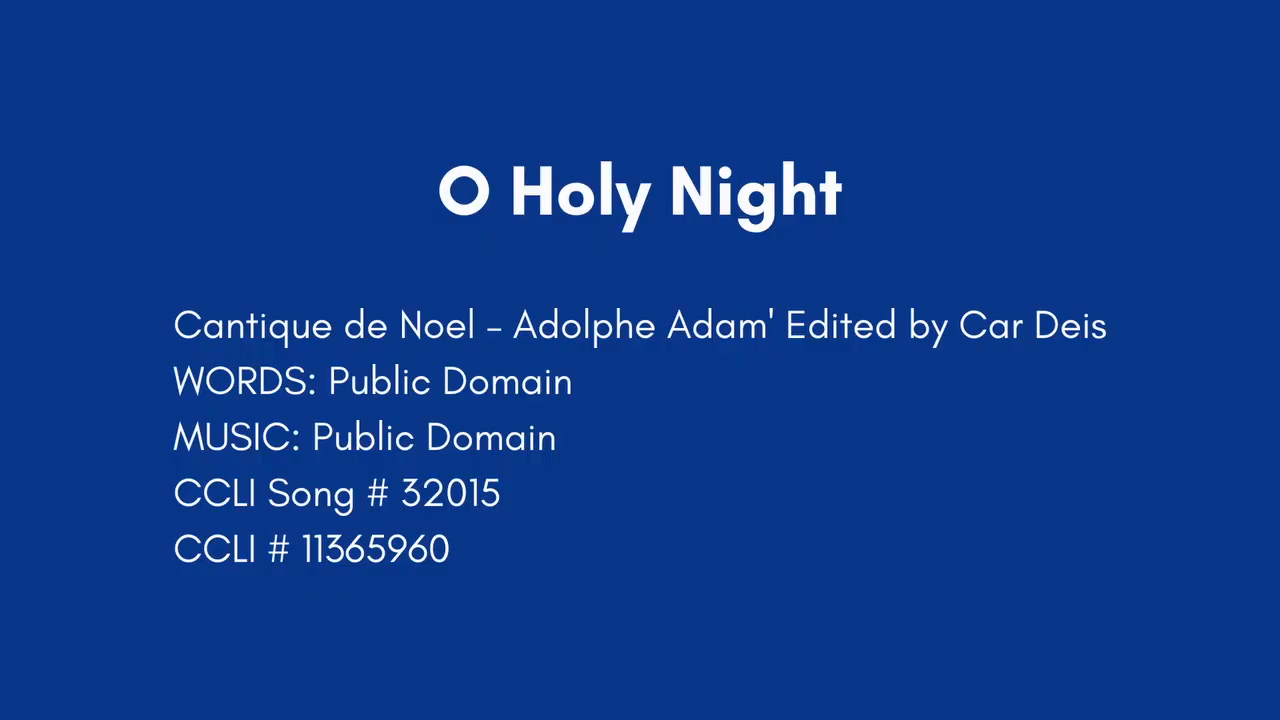 O Holy Night
Cantique de Noel – Adolphe Adam' Edited by Car Deis
WORDS: Public Domain
MUSIC: Public Domain
CCLI Song # 32015
CCLI # 11365960